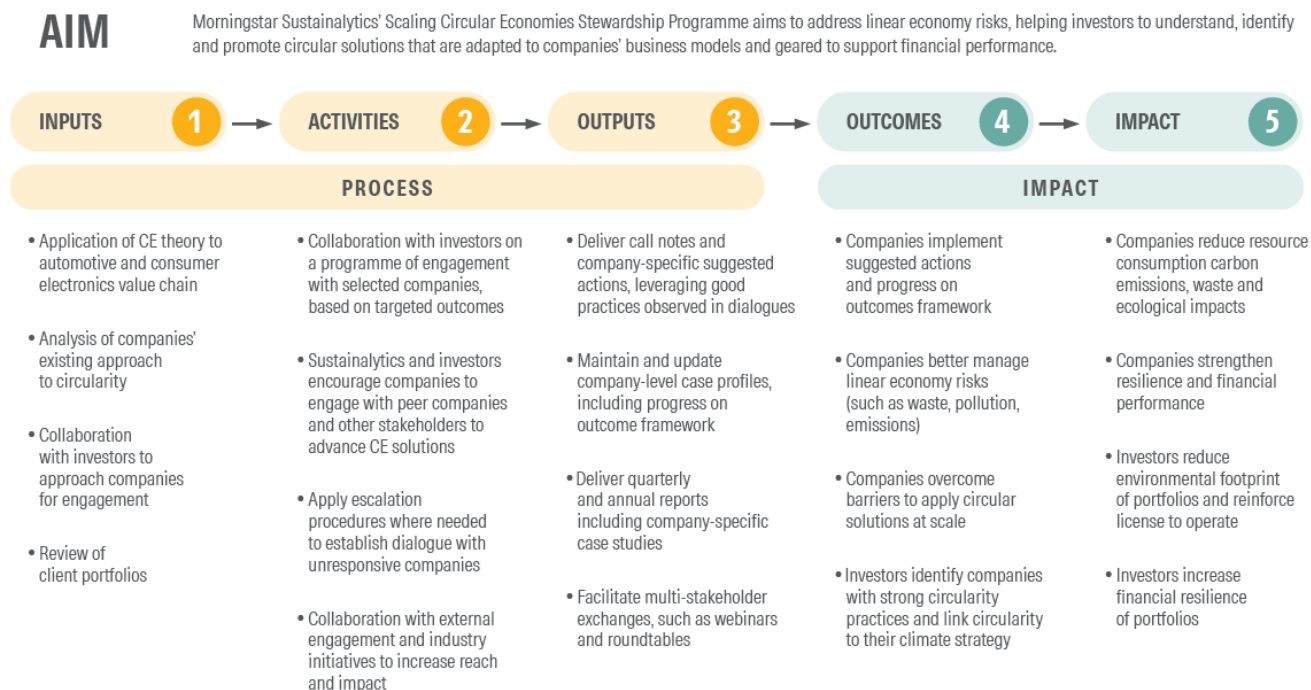 AIM
Morningstar Sustainalytics' Scaling Circular Economies Stewardship Programme aims to address linear economy risks, helping investors to understand, identify
and promote circular solutions that are adapted to companies' business models and geared to support financial performance.
INPUTS 1
ACTIVITIES 2
OUTPUTS 3
OUTCOMES 4
IMPACT 5
PROCESS
IMPACT
• Application of CE theory to
automotive and consumer
electronics value chain
• Analysis of companies'
existing approach
to circularity
• Collaboration
with investors to
approach companies
for engagement
• Review of
client portfolios
• Collaboration with investors on
a programme of engagement
with selected companies,
based on targeted outcomes
• Sustainalytics and investors
encourage companies to
engage with peer companies
and other stakeholders to
advance CE solutions
• Apply escalation
procedures where needed
to establish dialogue with
unresponsive companies
• Collaboration with external
engagement and industry
initiatives to increase reach
and impact
• Deliver call notes and
company-specific suggested
actions, leveraging good
practices observed in dialogues
• Maintain and update
company-level case profiles,
including progress on
outcome framework
• Deliver quarterly
and annual reports
including company-specific
case studies
• Facilitate multi-stakeholder
exchanges, such as webinars
and roundtables
• Companies implement
suggested actions
and progress on
outcomes framework
• Companies better manage
linear economy risks
(such as waste, pollution,
emissions)
• Companies overcome
barriers to apply circular
solutions at scale
• Investors identify companies
with strong circularity
practices and link circularity
to their climate strategy
• Companies reduce resource
consumption carbon
emissions, waste and
ecological impacts
• Companies strengthen
resilience and financial
performance
• Investors reduce
environmental footprint
of portfolios and reinforce
license to operate
• Investors increase
financial resilience
of portfolios